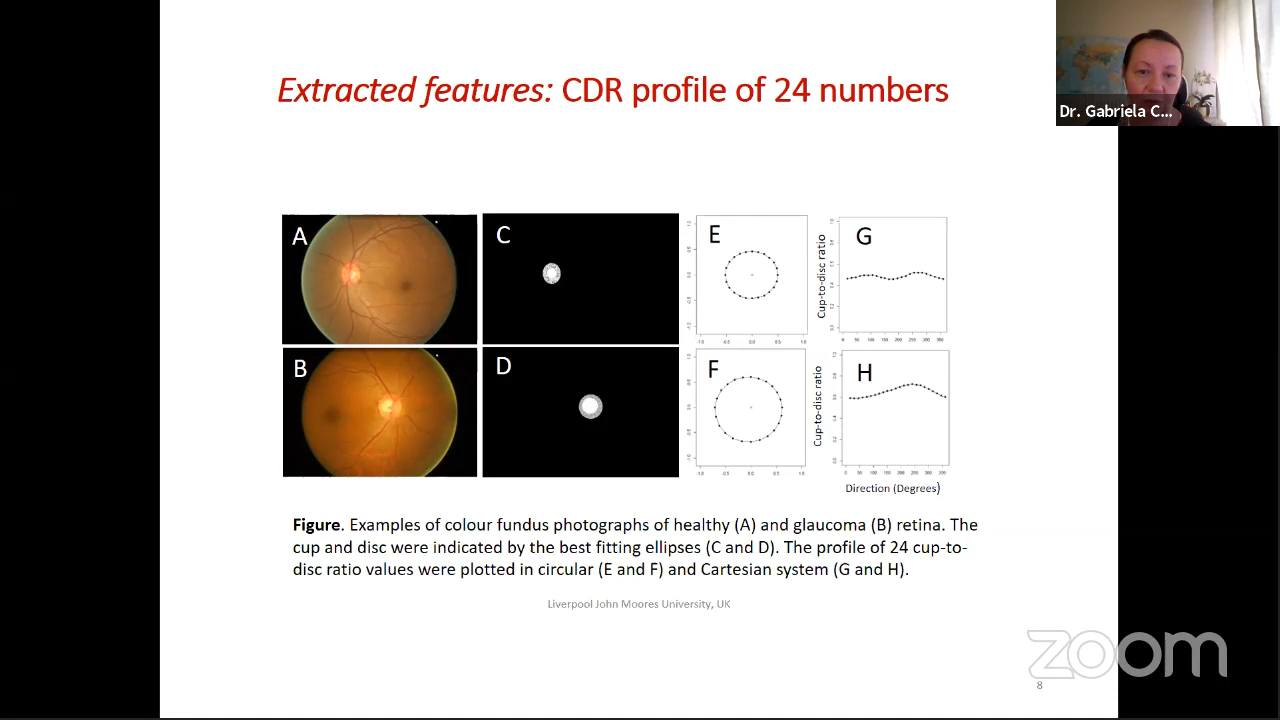 Extracted features: CDR profile of 24 numbers
Dr. Gabriela C...
A
C
E
G
Cup-to-disc ratio
B
D
F
H
Cup-to-disc ratio
Direction (Degrees)
Figure. Examples of colour fundus photographs of healthy (A) and glaucoma (B) retina. The
cup and disc were indicated by the best fitting ellipses (C and D). The profile of 24 cup-to-
disc ratio values were plotted in circular (E and F) and Cartesian system (G and H).
Liverpool John Moores University, UK
zoom
8